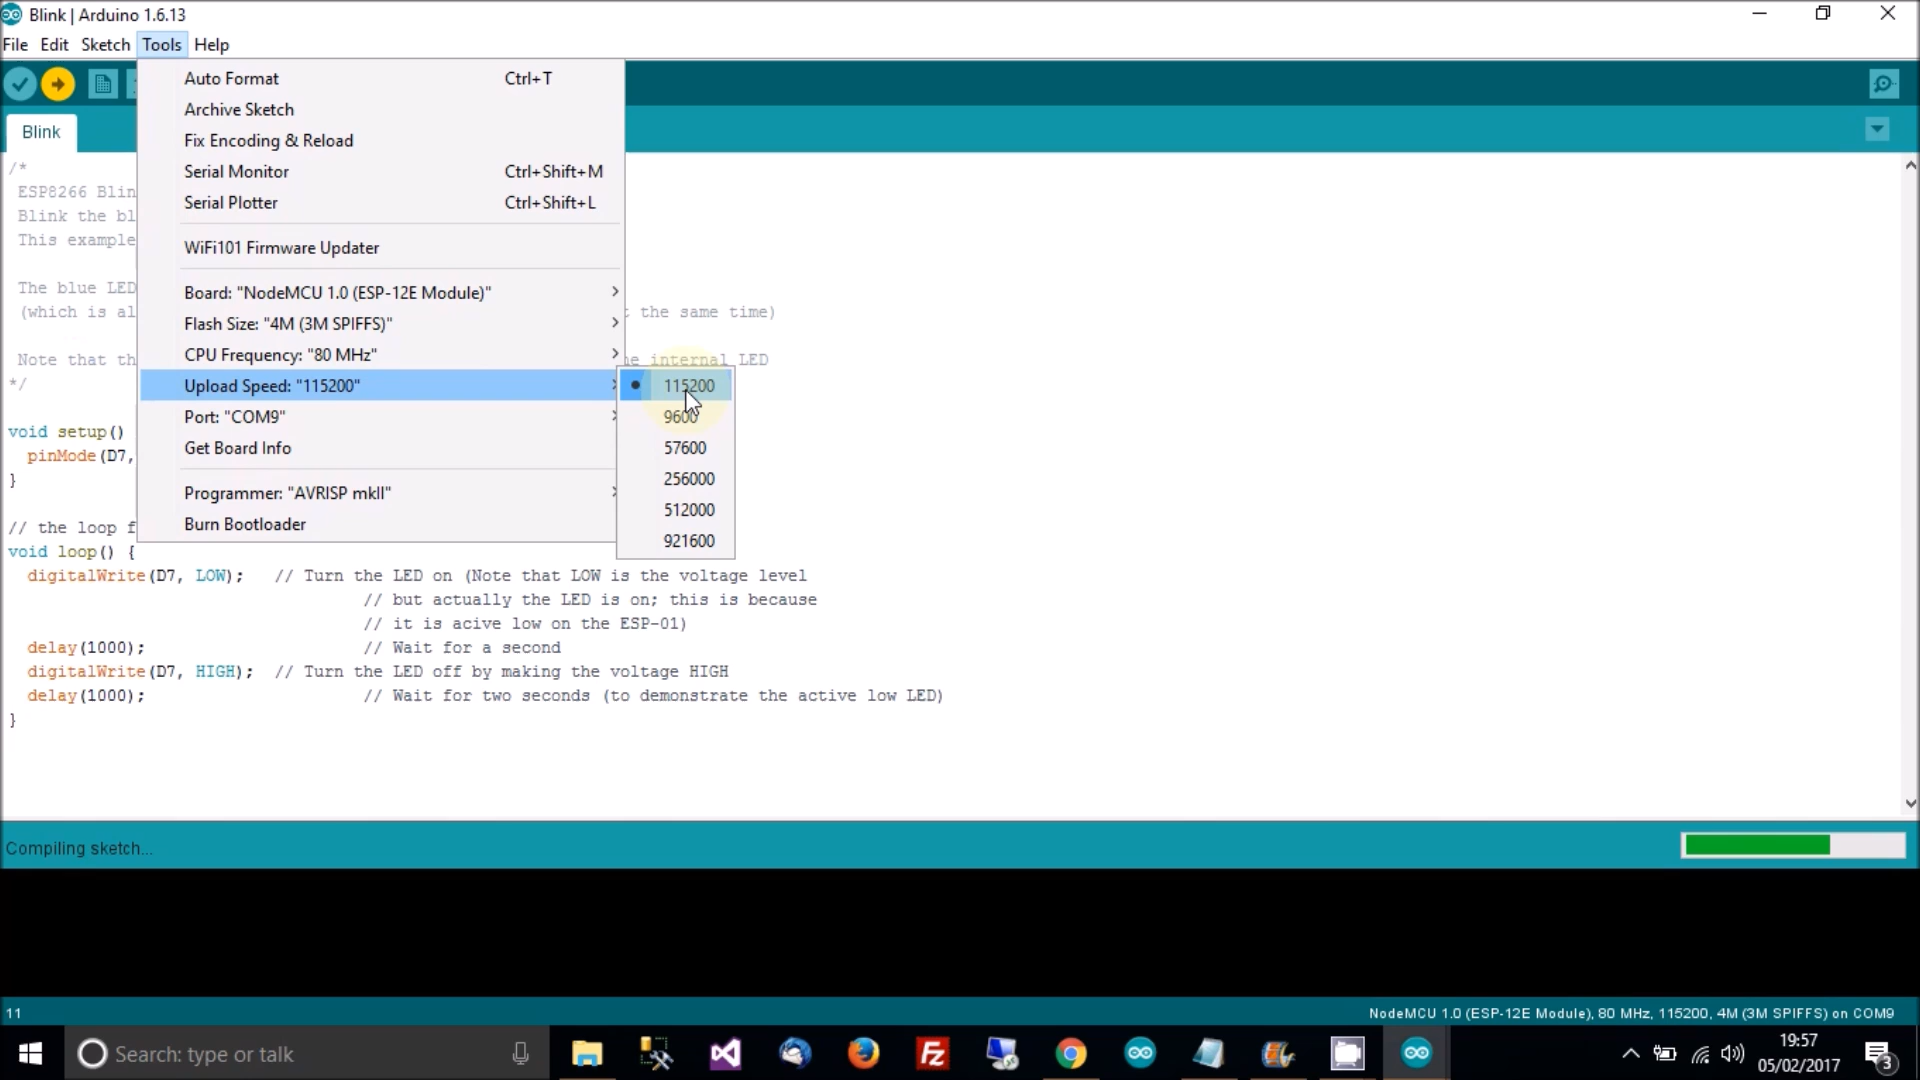 Blink | Arduino 1.6.13
File Edit Sketch Tools Help
Auto Format Ctrl+T
Archive Sketch
Fix Encoding & Reload
Serial Monitor Ctrl+Shift+M
Serial Plotter Ctrl+Shift+L
WiFi101 Firmware Updater
Board: "NodeMCU 1.0 (ESP-12E Module)"
Flash Size: "4M (3M SPIFFS)"
CPU Frequency: "80 MHz"
Upload Speed: "115200"
Port: "COM9"
Get Board Info
Programmer: "AVRISP mkII"
Burn Bootloader
115200
9600
57600
256000
512000
921600
Blink
/*
ESP8266 Blin
Blink the bl
This example
The blue LED
(which is al the same time)
Note that th internal LED
*/
void setup()
pinMode(D7,
}
// the loop f
void loop() {
digitalWrite(D7, LOW); // Turn the LED on (Note that LOW is the voltage level
// but actually the LED is on; this is because
// it is acive low on the ESP-01)
delay(1000); // Wait for a second
digitalWrite(D7, HIGH); // Turn the LED off by making the voltage HIGH
delay(1000); // Wait for two seconds (to demonstrate the active low LED)
}
Compiling sketch...
11
NodeMCU 1.0 (ESP-12E Module), 80 MHz, 115200, 4M (3M SPIFFS) on COM9
Search: type or talk
Fz
19:57
05/02/2017
3